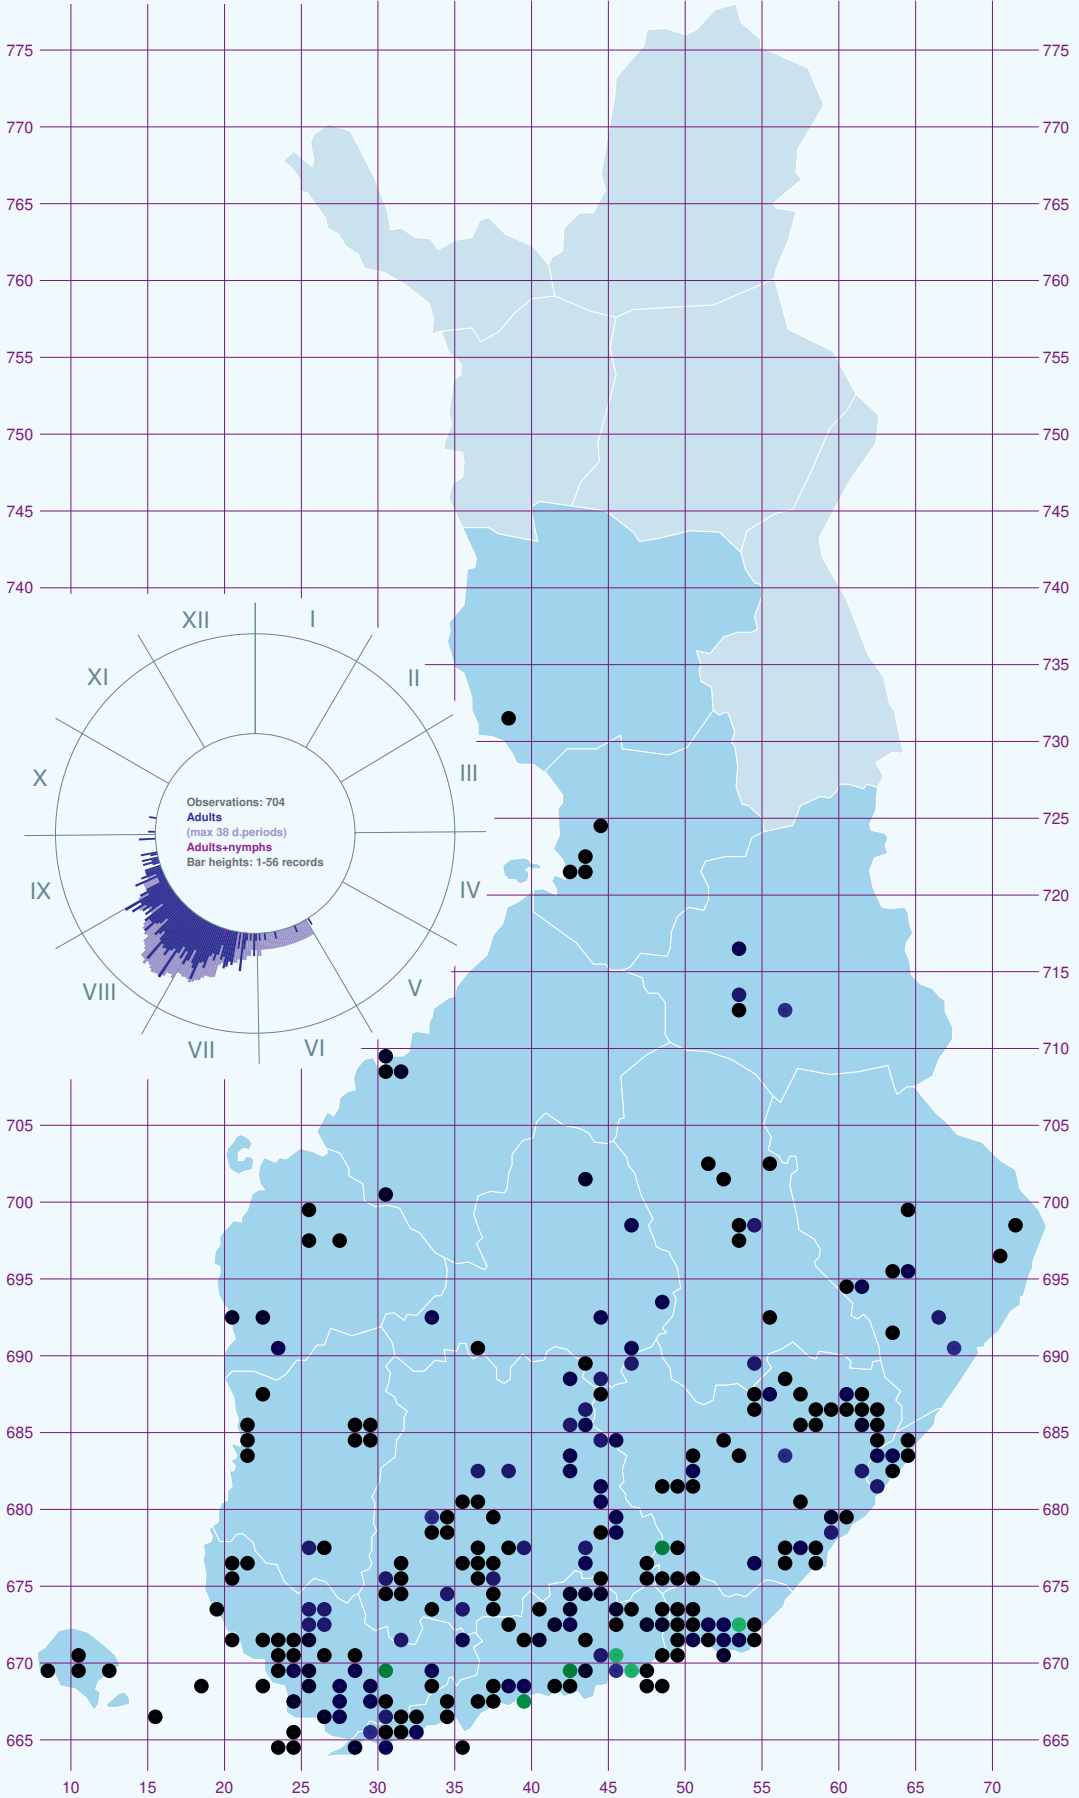 775 775
770 770
765 765
760 760
755 755
750 750
745 745
740 740
735
730
725
720
715
710
705 705
700 700
695 695
690 690
685 685
680 680
675 675
670 670
665 665
XII I
XI II
X III
IX IV
VIII V
VII VI
Observations: 704
Adults
(max 38 d.periods)
Adults+nymphs
Bar heights: 1-56 records
10 15 20 25 30 35 40 45 50 55 60 65 70